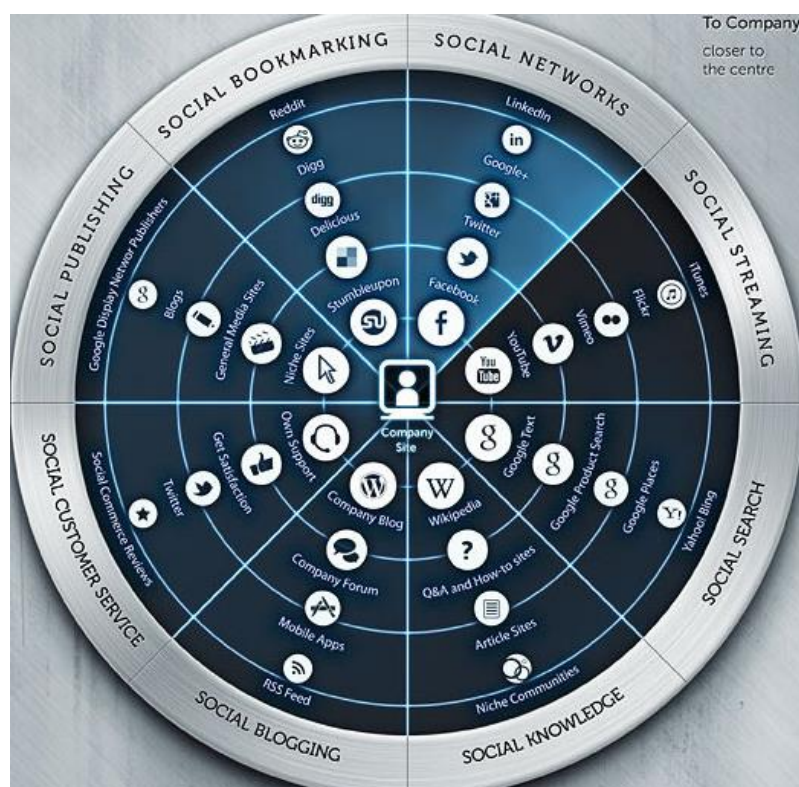 To Company
closer to
the centre
SOCIAL BOOKMARKING
SOCIAL NETWORKS
SOCIAL STREAMING
SOCIAL SEARCH
SOCIAL KNOWLEDGE
SOCIAL BLOGGING
SOCIAL CUSTOMER SERVICE
SOCIAL PUBLISHING
Reddit
Digg
digg
Delicious
Stumbleupon
LinkedIn
in
Google+
Twitter
Facebook
f
iTunes
Flickr
Vimeo
V
YouTube
You
Tube
Google Text
g
Google Product Search
g
Google Places
g
Yahoo! Bing
Y!
Wikipedia
W
Q&A and How-to sites
?
Article Sites
Niche Communities
Company Blog
W
Company Forum
Mobile Apps
RSS Feed
Own Support
Get Satisfaction
Twitter
Social Commerce Reviews
Google Display Networ Publishers
g
Blogs
General Media Sites
Niche Sites
Company
Site